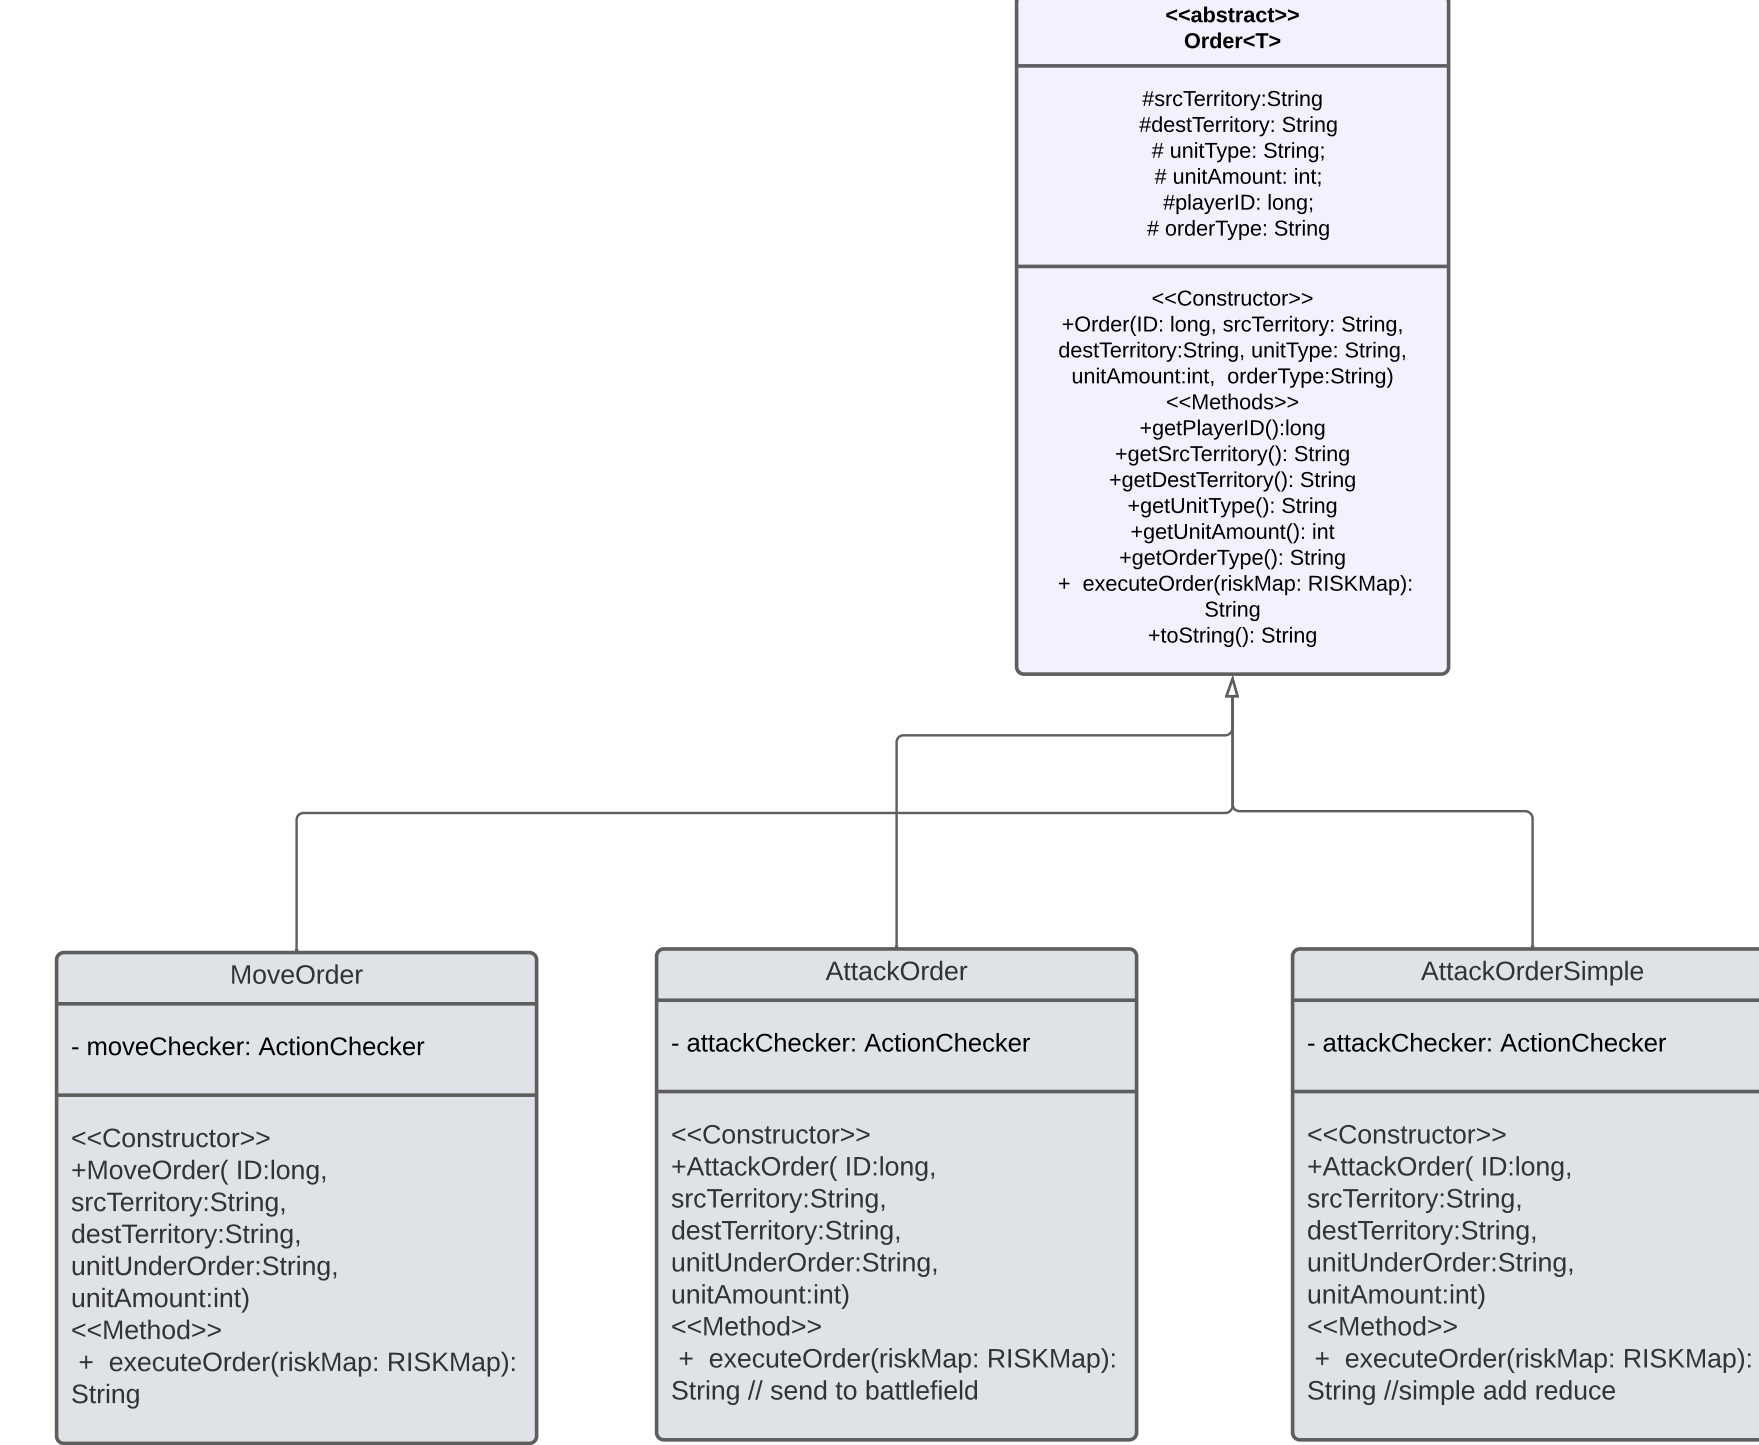 <<abstract>>
Order<T>
#srcTerritory:String
#destTerritory: String
# unitType: String;
# unitAmount: int;
#playerID: long;
# orderType: String
<<Constructor>>
+Order(ID: long, srcTerritory: String,
destTerritory:String, unitType: String,
unitAmount:int,  orderType:String)
<<Methods>>
+getPlayerID():long
+getSrcTerritory(): String
+getDestTerritory(): String
+getUnitType(): String
+getUnitAmount(): int
+getOrderType(): String
+  executeOrder(riskMap: RISKMap):
String
+toString(): String
MoveOrder
- moveChecker: ActionChecker
<<Constructor>>
+MoveOrder( ID:long,
srcTerritory:String,
destTerritory:String,
unitUnderOrder:String,
unitAmount:int)
<<Method>>
+  executeOrder(riskMap: RISKMap):
String
AttackOrder
- attackChecker: ActionChecker
<<Constructor>>
+AttackOrder( ID:long,
srcTerritory:String,
destTerritory:String,
unitUnderOrder:String,
unitAmount:int)
<<Method>>
+  executeOrder(riskMap: RISKMap):
String // send to battlefield
AttackOrderSimple
- attackChecker: ActionChecker
<<Constructor>>
+AttackOrder( ID:long,
srcTerritory:String,
destTerritory:String,
unitUnderOrder:String,
unitAmount:int)
<<Method>>
+  executeOrder(riskMap: RISKMap):
String //simple add reduce